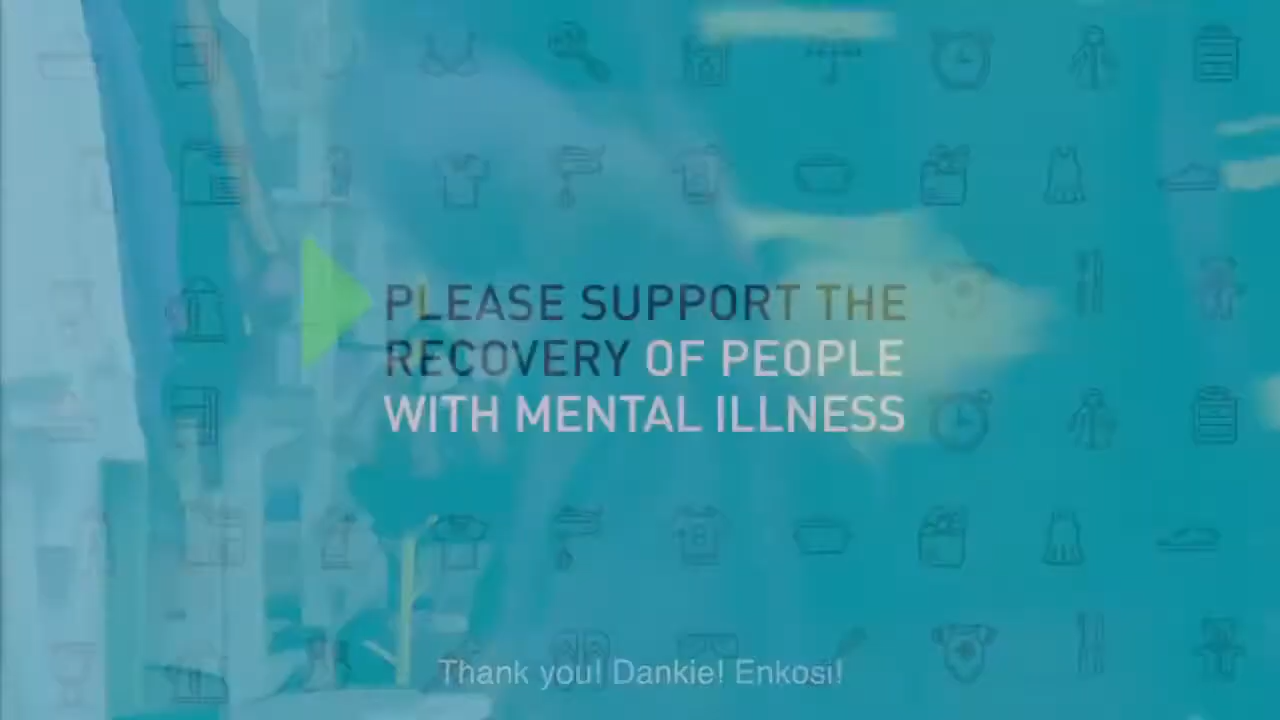 PLEASE SUPPORT THE
RECOVERY OF PEOPLE
WITH MENTAL ILLNESS
Thank you! Dankie! Enkosi!